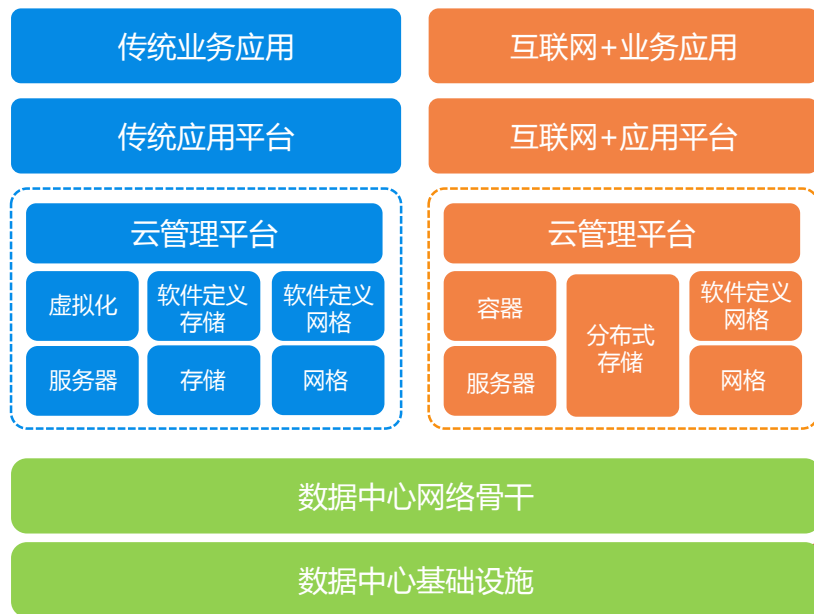 传统业务应用
互联网+业务应用
传统应用平台
互联网+应用平台
云管理平台
虚拟化
软件定义
存储
软件定义
网格
服务器
存储
网格
云管理平台
容器
分布式
存储
软件定义
网格
服务器
网格
数据中心网络骨干
数据中心基础设施